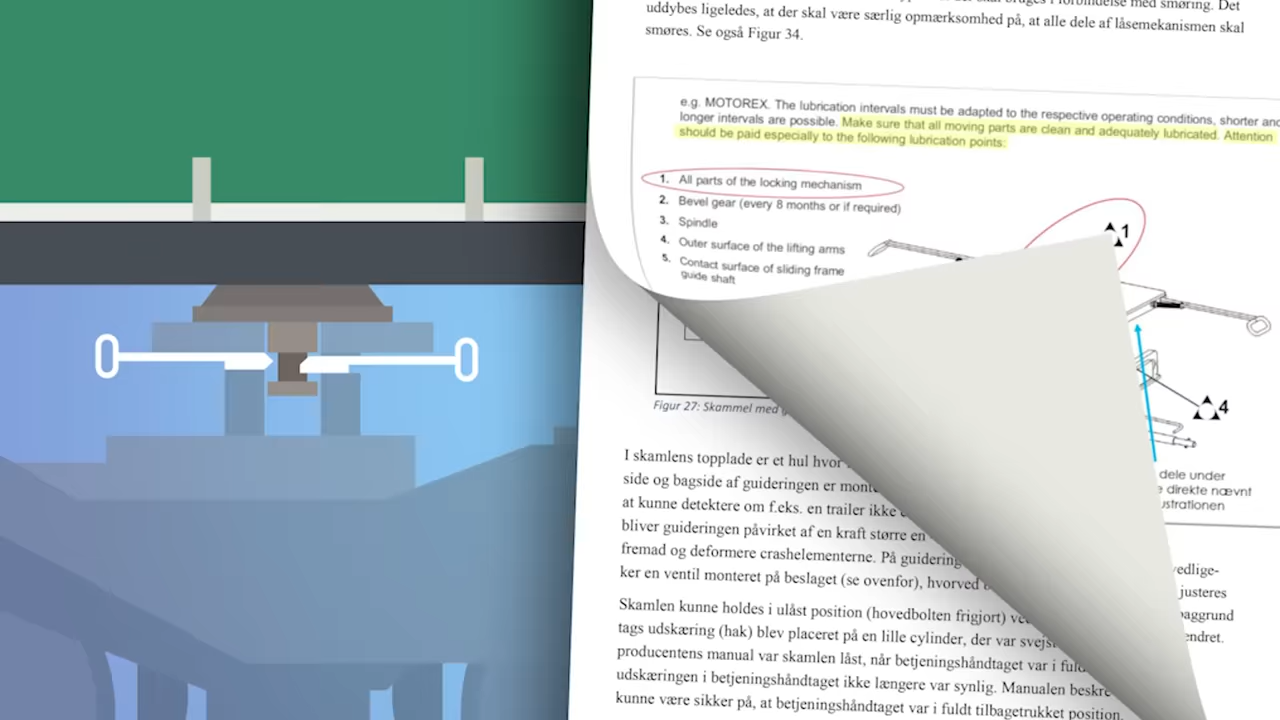 uddybes ligeledes, at der skal være særlig opmærksomhed på, at alle dele af låsemekanismen skal
smøres. Se også Figur 34.
e.g. MOTOREX. The lubrication intervals must be adapted to the respective operating conditions, shorter and
longer intervals are possible. Make sure that all moving parts are clean and adequately lubricated. Attention
should be paid especially to the following lubrication points:
1. All parts of the locking mechanism
2. Bevel gear (every 8 months or if required)
3. Spindle
4. Outer surface of the lifting arms
5. Contact surface of sliding frame
guide shaft
1
4
dele under
direkte nævnt
Figur 27: Skammel med
I skamlens topplade er et hul hvor
side og bagside af guideringen er
at kunne detektere om f.eks. en trailer ikke
bliver guideringen påvirket af en kraft større en
fremad og deformere crashelementerne. På
ker en ventil monteret på beslaget (se ovenfor), hvorved
justeres
Skamlen kunne holdes i ulåst position (hovedbolten frigjort)
tags udskæring (hak) blev placeret på en lille cylinder, der var
producentens manual var skamlen låst, når betjeningshåndtaget var i
udskæringen i betjeningshåndtaget ikke længere var synlig. Manualen
kunne være sikker på, at betjeningshåndtaget var i fuldt tilbagetrukket position,